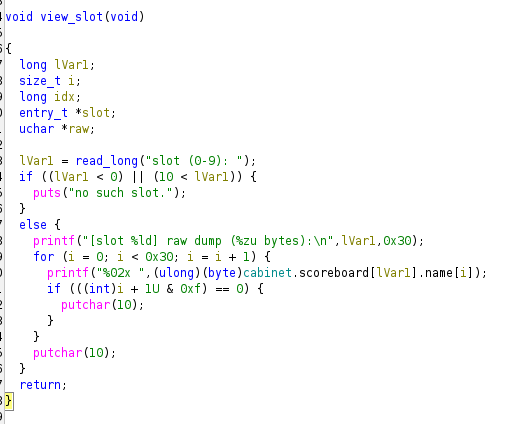 void view_slot(void)
{
long lVar1;
size_t i;
long idx;
entry_t *slot;
uchar *raw;
lVar1 = read_long("slot (0-9): ");
if ((lVar1 < 0) || (10 < lVar1)) {
puts("no such slot.");
}
else {
printf("[slot %ld] raw dump (%zu bytes):\n",lVar1,0x30);
for (i = 0; i < 0x30; i = i + 1) {
printf("%02x ",(ulong)(byte)cabinet.scoreboard[lVar1].name[i]);
if (((int)i + 1U & 0xf) == 0) {
putchar(10);
}
}
putchar(10);
}
return;
}